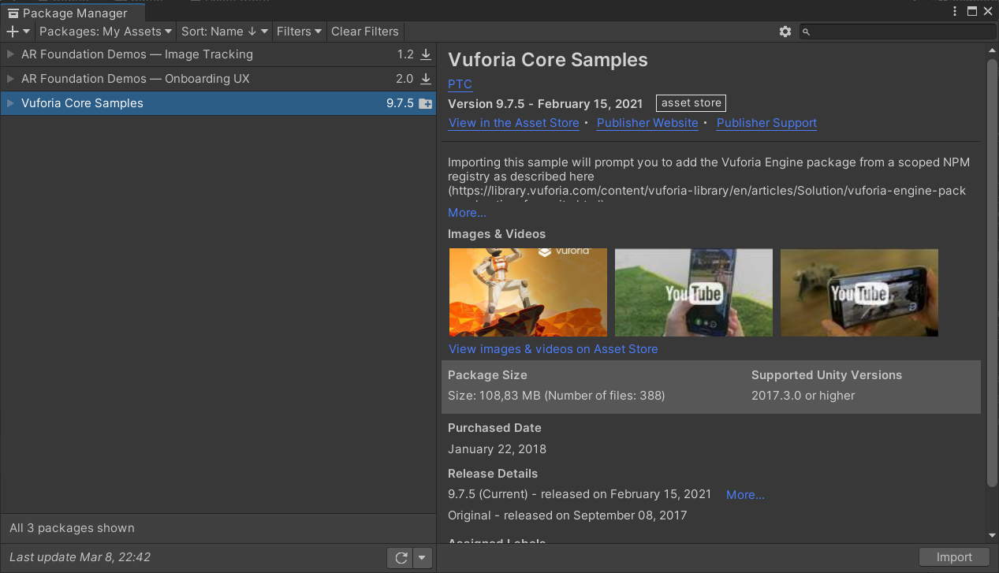 Package Manager
Packages: My Assets
Sort: Name ↓
Filters
Clear Filters
AR Foundation Demos — Image Tracking 1.2
AR Foundation Demos — Onboarding UX 2.0
Vuforia Core Samples 9.7.5
All 3 packages shown
Last update Mar 8, 22:42
Vuforia Core Samples
PTC
Version 9.7.5 - February 15, 2021 asset store
View in the Asset Store • Publisher Website • Publisher Support
Importing this sample will prompt you to add the Vuforia Engine package from a scoped NPM
registry as described here
(https://library.vuforia.com/content/vuforia-library/en/articles/Solution/vuforia-engine-pack
More...
Images & Videos
vuforia
YouTube
YouTube
View images & videos on Asset Store
Package Size
Size: 108,83 MB (Number of files: 388)
Supported Unity Versions
2017.3.0 or higher
Purchased Date
January 22, 2018
Release Details
9.7.5 (Current) - released on February 15, 2021 More...
Original - released on September 08, 2017
Assigned Labels
Import